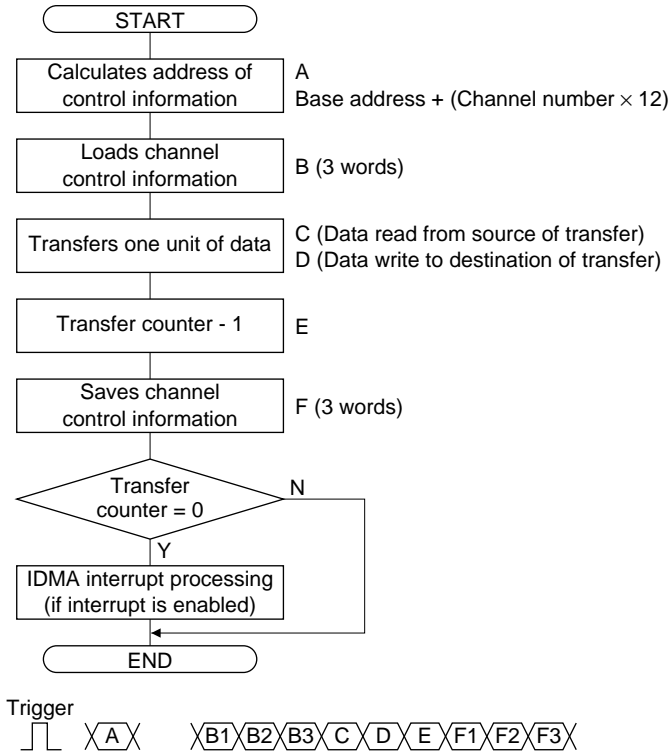 START
Calculates address of
control information
A
Base address + (Channel number × 12)
Loads channel
control information
B (3 words)
Transfers one unit of data
C (Data read from source of transfer)
D (Data write to destination of transfer)
Transfer counter - 1
E
Saves channel
control information
F (3 words)
Transfer
counter = 0
N
Y
IDMA interrupt processing
(if interrupt is enabled)
END
Trigger
A B1 B2 B3 C D E F1 F2 F3